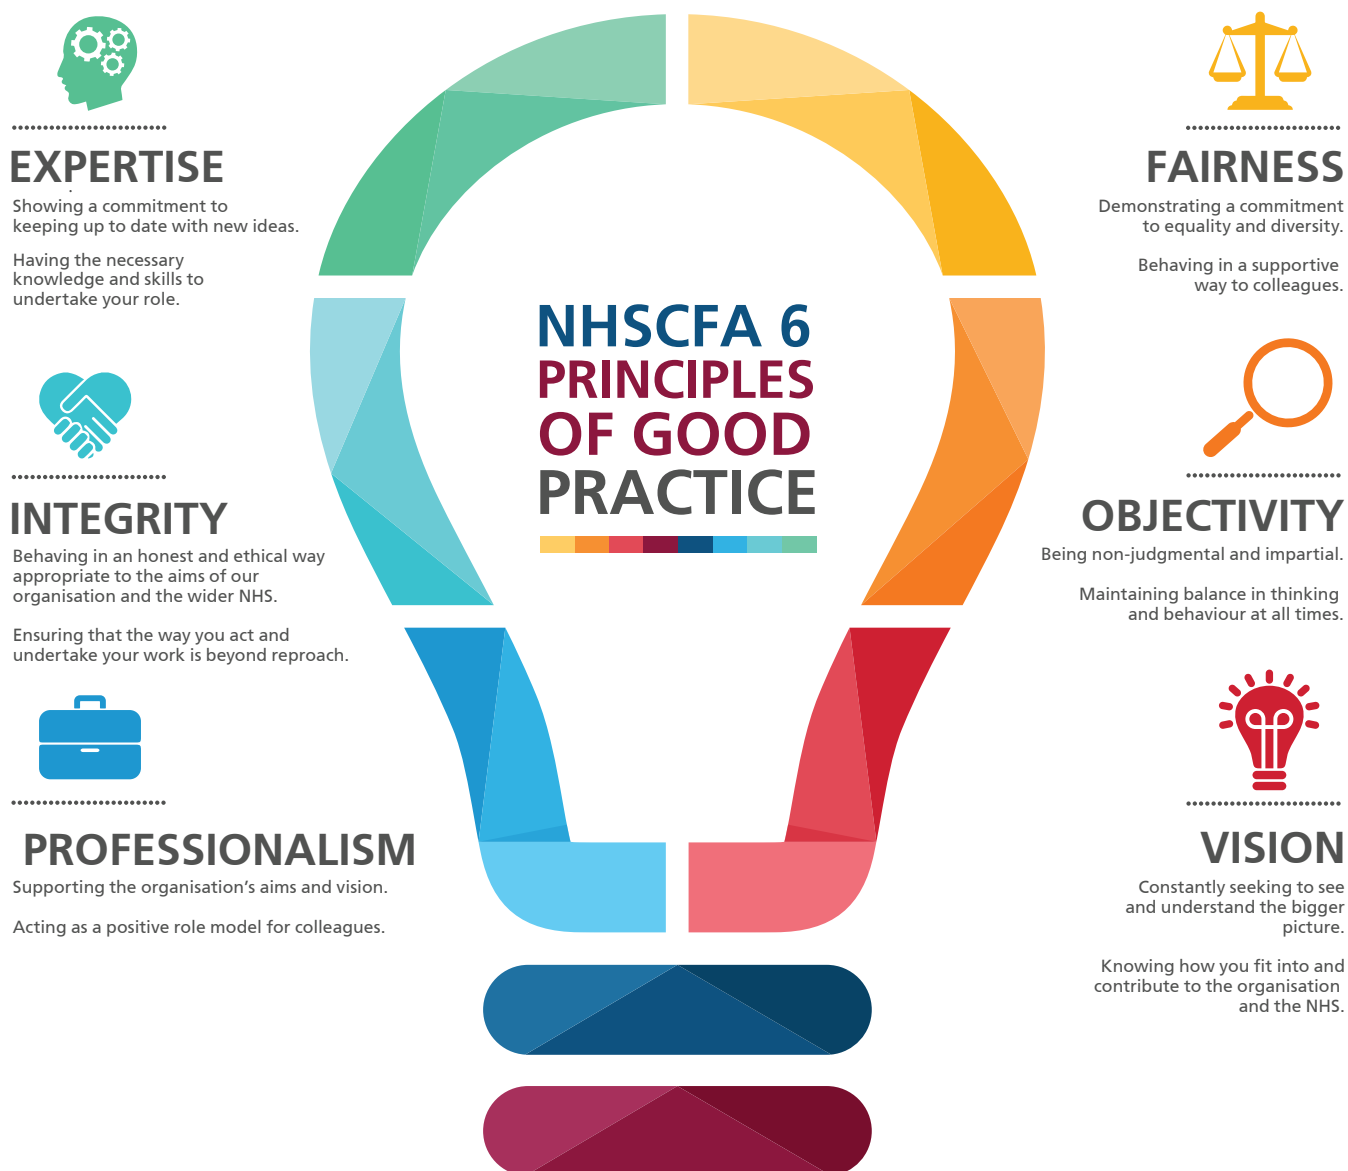 EXPERTISE
Showing a commitment to
keeping up to date with new ideas.
Having the necessary
knowledge and skills to
undertake your role.
INTEGRITY
Behaving in an honest and ethical way
appropriate to the aims of our
organisation and the wider NHS.
Ensuring that the way you act and
undertake your work is beyond reproach.
PROFESSIONALISM
Supporting the organisation’s aims and vision.
Acting as a positive role model for colleagues.
NHSCFA 6
PRINCIPLES
OF GOOD
PRACTICE
FAIRNESS
Demonstrating a commitment
to equality and diversity.
Behaving in a supportive
way to colleagues.
OBJECTIVITY
Being non-judgmental and impartial.
Maintaining balance in thinking
and behaviour at all times.
VISION
Constantly seeking to see
and understand the bigger
picture.
Knowing how you fit into and
contribute to the organisation
and the NHS.